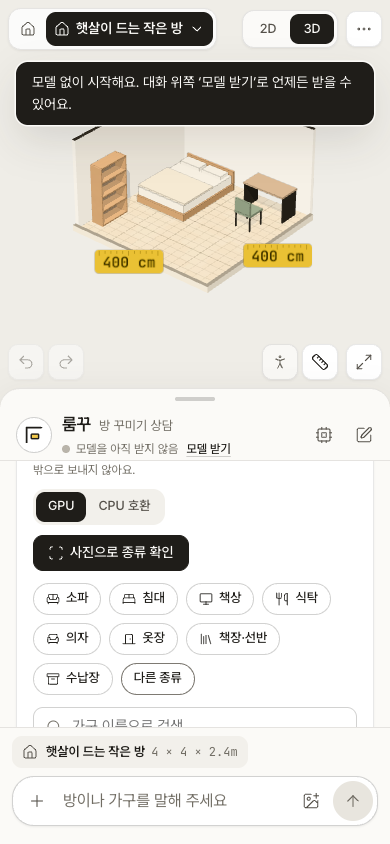 햇살이 드는 작은 방
2D
3D
모델 없이 시작해요. 대화 위쪽 ‘모델 받기’로 언제든 받을 수
있어요.
400 cm
400 cm
룸꾸
방 꾸미기 상담
모델을 아직 받지 않음
모델 받기
밖으로 보내지 않아요.
GPU
CPU 호환
사진으로 종류 확인
소파
침대
책상
식탁
의자
옷장
책장·선반
수납장
다른 종류
가구 이름으로 검색
햇살이 드는 작은 방 4 × 4 × 2.4m
방이나 가구를 말해 주세요